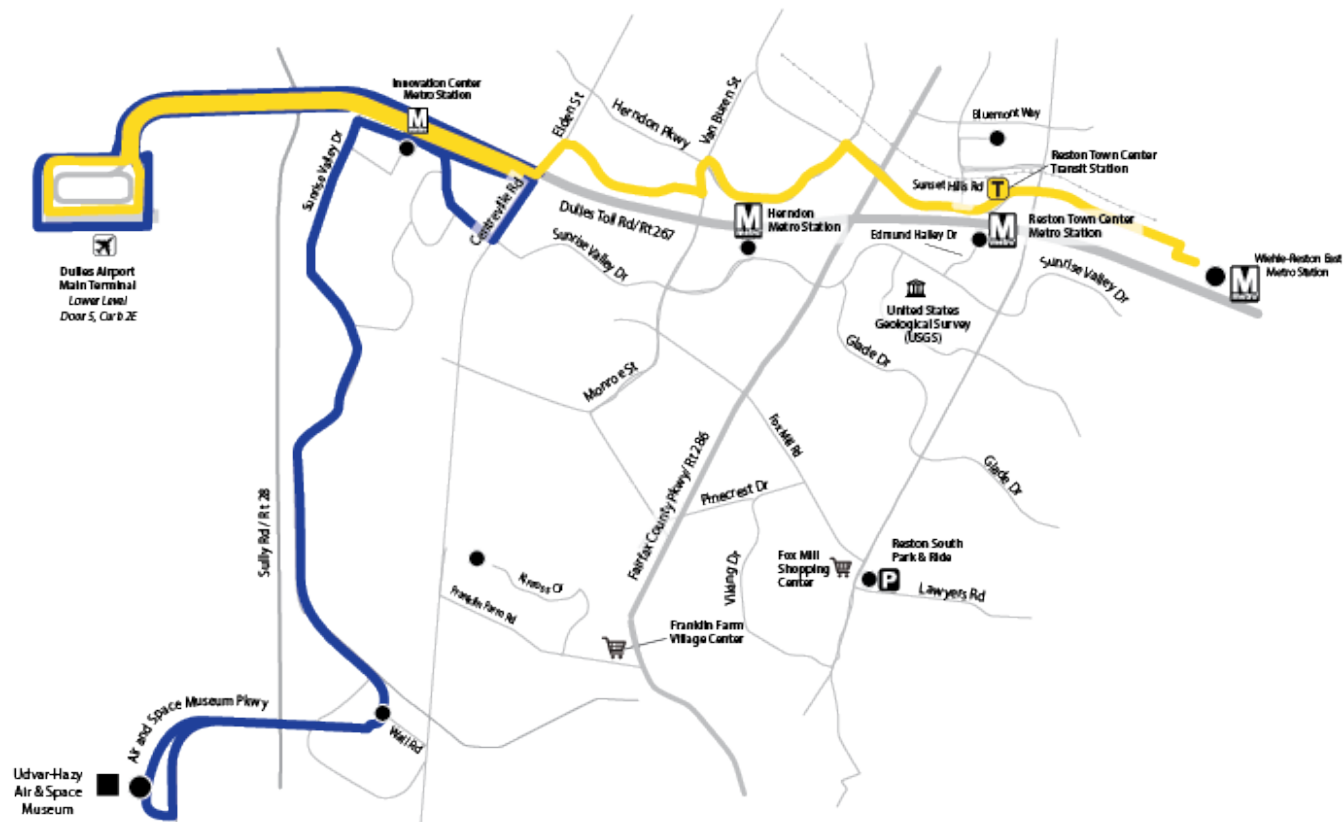 Innovation Center
Metro Station
M
Elden St
Herndon Pkwy
Van Buren St
Bluemont Way
Reston Town Center
Transit Station
Sunset Hills Rd
T
Sunrise Valley Dr
Centreville Rd
Dulles Toll Rd/Rt 267
M
Herndon
Metro Station
M
Reston Town Center
Metro Station
Edmund Halley Dr
Sunrise Valley Dr
Sunrise Valley Dr
Wiehle-Reston East
Metro Station
M
Dulles Airport
Main Terminal
Lower Level
Door 5, Curb 2E
United States
Geological Survey
(USGS)
Glade Dr
Monroe St
Fox Mill Rd
Glade Dr
Sully Rd / Rt 28
Fairfax County Pkwy/Rt 286
Pinecrest Dr
Viking Dr
Fox Mill
Shopping
Center
Reston South
Park & Ride
P
Lawyers Rd
Franklin Farm Rd
Franklin Farm
Village Center
Air and Space Museum Pkwy
Wall Rd
Udvar-Hazy
Air & Space
Museum